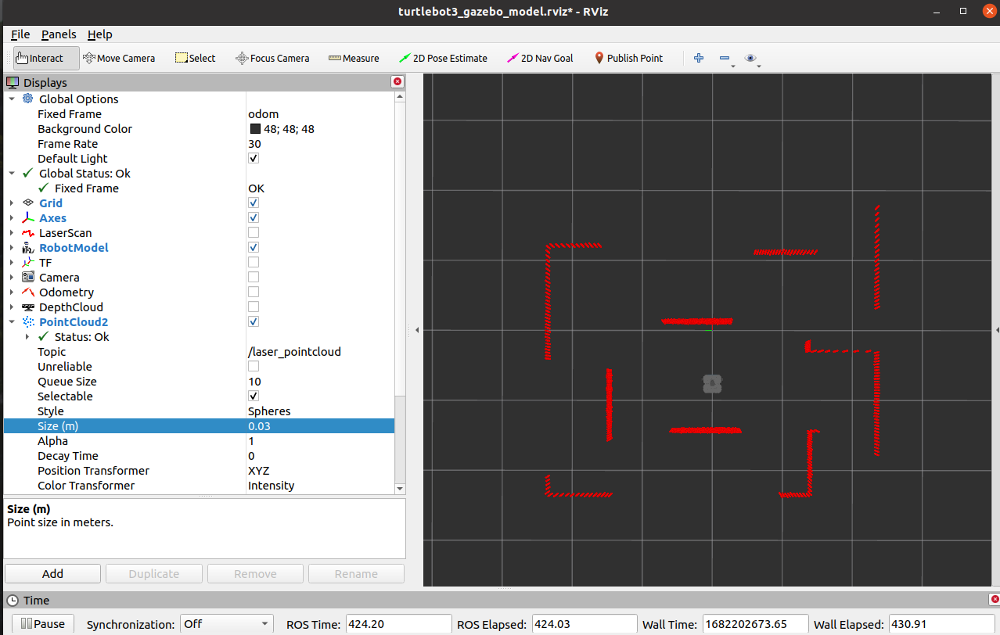 turtlebot3_gazebo_model.rviz* - RViz
File Panels Help
Interact Move Camera Select Focus Camera Measure 2D Pose Estimate 2D Nav Goal Publish Point
Displays
Global Options
Fixed Frame odom
Background Color 48; 48; 48
Frame Rate 30
Default Light
Global Status: Ok
Fixed Frame OK
Grid
Axes
LaserScan
RobotModel
TF
Camera
Odometry
DepthCloud
PointCloud2
Status: Ok
Topic /laser_pointcloud
Unreliable
Queue Size 10
Selectable
Style Spheres
Size (m) 0.03
Alpha 1
Decay Time 0
Position Transformer XYZ
Color Transformer Intensity
Size (m)
Point size in meters.
Add Duplicate Remove Rename
Time
Pause Synchronization: Off ROS Time: 424.20 ROS Elapsed: 424.03 Wall Time: 1682202673.65 Wall Elapsed: 430.91